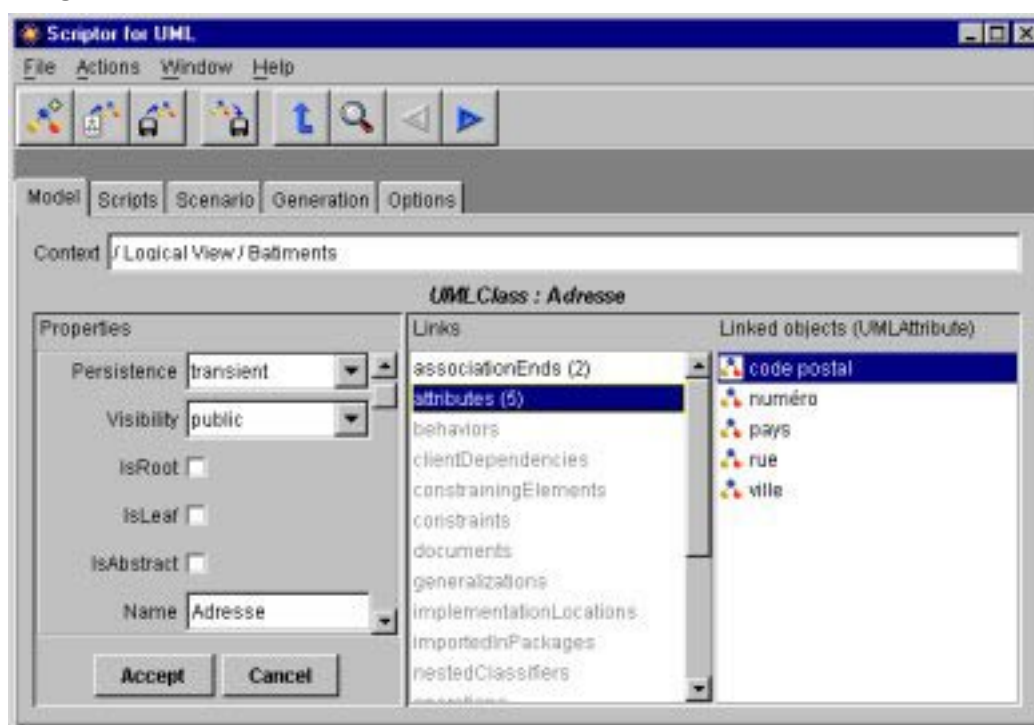 Scriptor for UML
File Actions Window Help
Model Scripts Scenario Generation Options
Context / Logical View / Batiments
UMLClass : Adresse
Properties
Persistence transient
Visibility public
IsRoot
IsLeaf
IsAbstract
Name Adresse
Accept Cancel
Links
associationEnds (2)
attributes (5)
behaviors
clientDependencies
constrainingElements
constraints
documents
generalizations
implementationLocations
importedInPackages
nestedClassifiers
Linked objects (UMLAttribute)
code postal
numéro
pays
rue
ville